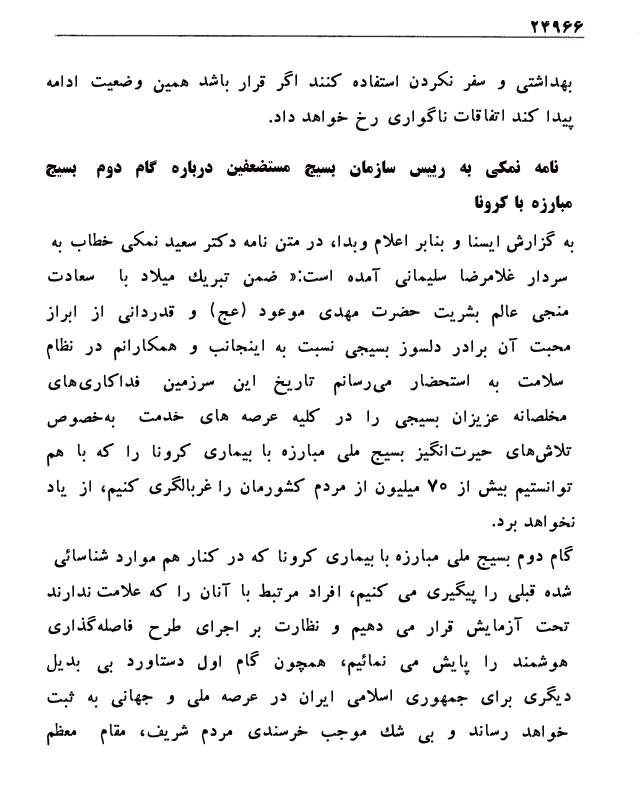 ۲۴۹۶۶
بهداشتی و سفر نکردن استفاده کنند اگر قرار باشد همین وضعیت ادامه
پیدا کند اتفاقات ناگواری رخ خواهد داد.
نامه نمکی به رییس سازمان بسیج مستضعفین درباره گام دوم بسیج
مبارزه با کرونا
به گزارش ایسنا و بنابر اعلام وبدا، در متن نامه دکتر سعید نمکی خطاب به
سردار غلامرضا سلیمانی آمده است:« ضمن تبریك میلاد با سعادت
منجی عالم بشریت حضرت مهدی موعود (عج) و قدردانی از ابراز
محبت آن برادر دلسوز بسیجی نسبت به اینجانب و همکارانم در نظام
سلامت به استحضار می‌رسانم تاریخ این سرزمین فداکاری‌های
مخلصانه عزیزان بسیجی را در کلیه عرصه های خدمت به‌خصوص
تلاش‌های حیرت‌انگیز بسیج ملی مبارزه با بیماری کرونا را که با هم
توانستیم بیش از ۷۰ میلیون از مردم کشورمان را غربالگری کنیم، از یاد
نخواهد برد.
گام دوم بسیج ملی مبارزه با بیماری کرونا که در کنار هم موارد شناسائی
شده قبلی را پیگیری می کنیم، افراد مرتبط با آنان را که علامت ندارند
تحت آزمایش قرار می دهیم و نظارت بر اجرای طرح فاصله‌گذاری
هوشمند را پایش می نمائیم، همچون گام اول دستاورد بی بدیل
دیگری برای جمهوری اسلامی ایران در عرصه ملی و جهانی به ثبت
خواهد رساند و بی شك موجب خرسندی مردم شریف، مقام معظم